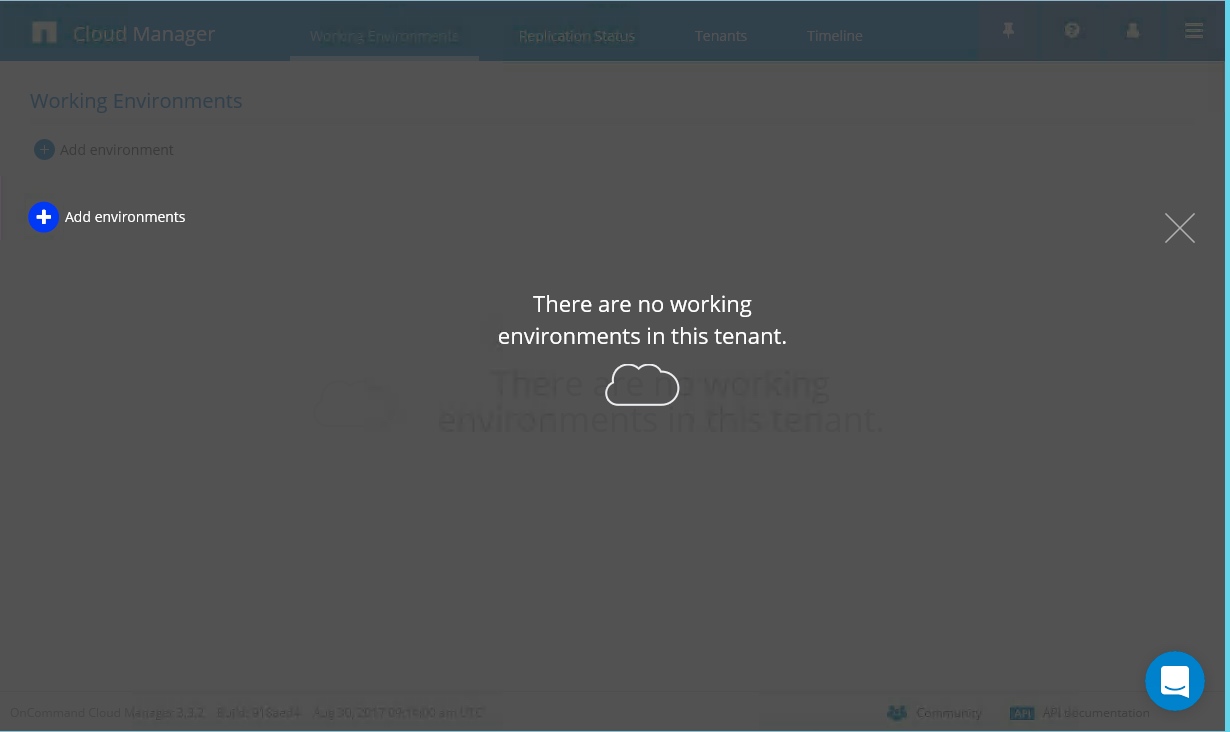 Cloud Manager
Working Environments
Replication Status
Tenants
Timeline
Working Environments
Add environment
Add environments
There are no working
environments in this tenant.
There are no working
environments in this tenant.
OnCommand Cloud Manager 3.3.2 Build: Aug 30, 2017 09:14:00 am UTC
Community
API
API documentation